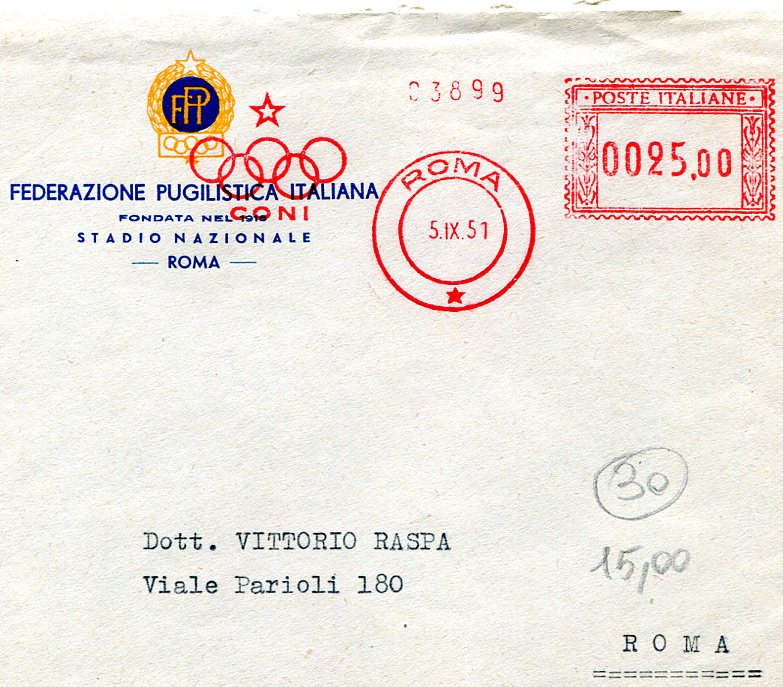 FPI
03899
POSTE ITALIANE
0025,00
ROMA
5.IX.51
FEDERAZIONE PUGILISTICA ITALIANA
CONI
FONDATA NEL 1916
STADIO NAZIONALE
— ROMA —
30
15,00
Dott. VITTORIO RASPA
Viale Parioli 180
ROMA